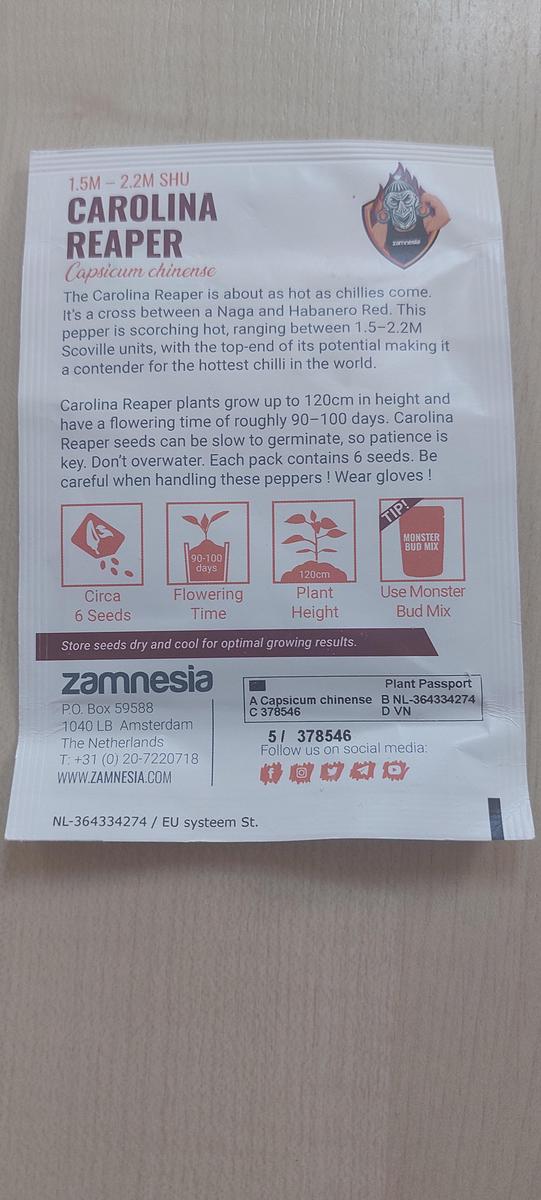 1.5M – 2.2M SHU
CAROLINA
REAPER
Capsicum chinense
zamnesia
The Carolina Reaper is about as hot as chillies come.
It's a cross between a Naga and Habanero Red. This
pepper is scorching hot, ranging between 1.5–2.2M
Scoville units, with the top-end of its potential making it
a contender for the hottest chilli in the world.
Carolina Reaper plants grow up to 120cm in height and
have a flowering time of roughly 90–100 days. Carolina
Reaper seeds can be slow to germinate, so patience is
key. Don't overwater. Each pack contains 6 seeds. Be
careful when handling these peppers ! Wear gloves !
90-100
days
120cm
TIP!
MONSTER
BUD MIX
Circa
6 Seeds
Flowering
Time
Plant
Height
Use Monster
Bud Mix
Store seeds dry and cool for optimal growing results.
zamnesia
P.O. Box 59588
1040 LB Amsterdam
The Netherlands
T: +31 (0) 20-7220718
WWW.ZAMNESIA.COM
Plant Passport
A Capsicum chinense B NL-364334274
C 378546 D VN
5 / 378546
Follow us on social media:
NL-364334274 / EU systeem St.